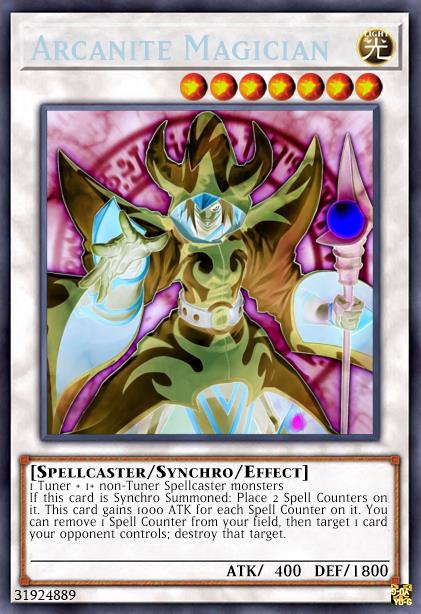 ARCANITE MAGICIAN
LIGHT
光
[SPELLCASTER/SYNCHRO/EFFECT]
1 Tuner + 1+ non-Tuner Spellcaster monsters
If this card is Synchro Summoned: Place 2 Spell Counters on
it. This card gains 1000 ATK for each Spell Counter on it. You
can remove 1 Spell Counter from your field, then target 1 card
your opponent controls; destroy that target.
ATK/ 400 DEF/1800
31924889